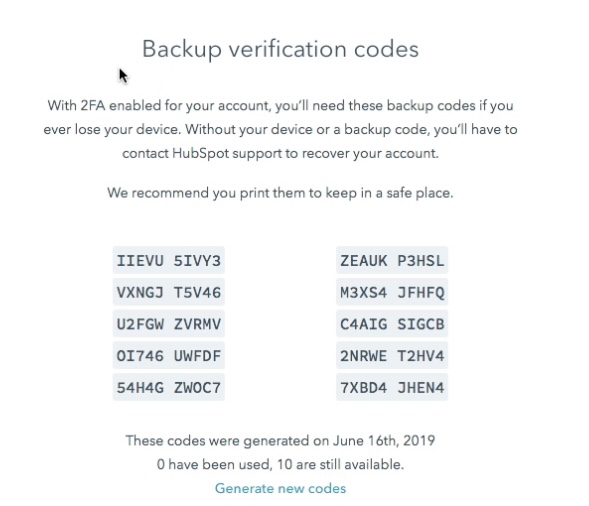 Backup verification codes
With 2FA enabled for your account, you'll need these backup codes if you
ever lose your device. Without your device or a backup code, you'll have to
contact HubSpot support to recover your account.
We recommend you print them to keep in a safe place.
IIEVU 5IVY3
VXNGJ T5V46
U2FGW ZVRMV
OI746 UWFDF
54H4G ZWOC7
ZEAUK P3HSL
M3XS4 JFHFQ
C4AIG SIGCB
2NRWE T2HV4
7XBD4 JHEN4
These codes were generated on June 16th, 2019
0 have been used, 10 are still available.
Generate new codes